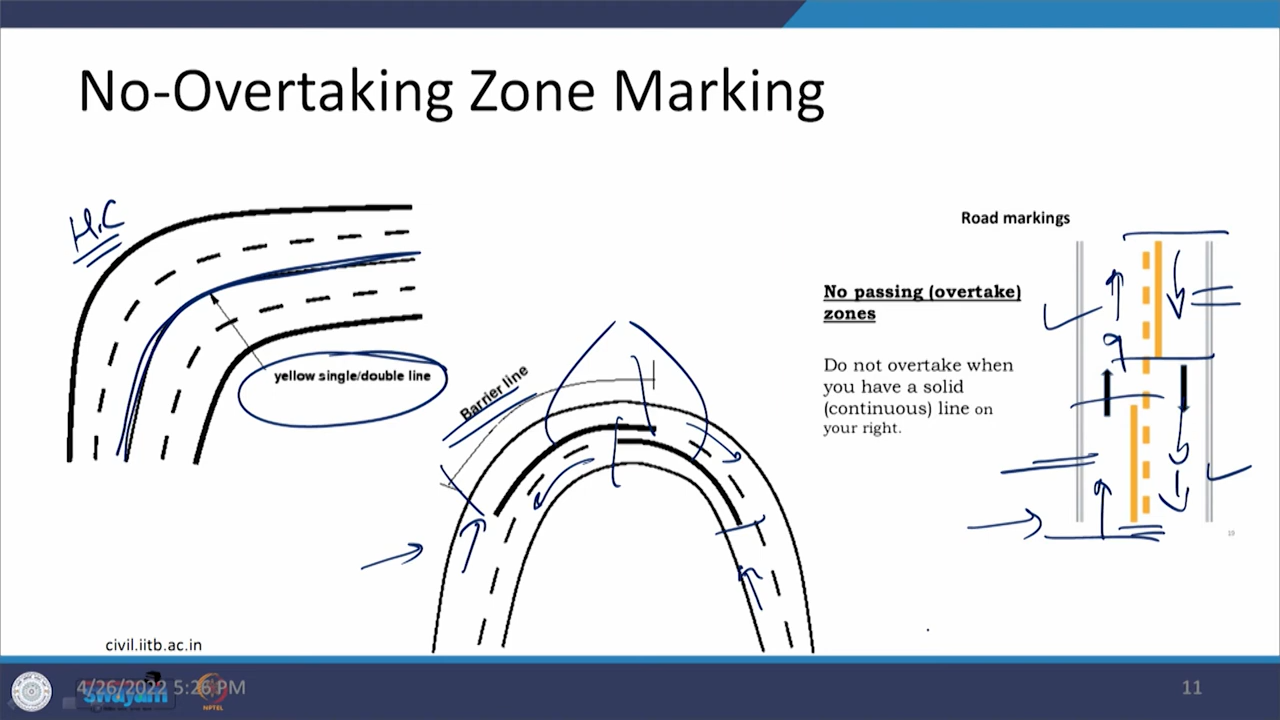 No-Overtaking Zone Marking
H.C
yellow single/double line
Barrier line
Road markings
No passing (overtake)
zones
Do not overtake when
you have a solid
(continuous) line on
your right.
19
civil.iitb.ac.in
4/26/2022 5:26 PM
swayam
NPTEL
11